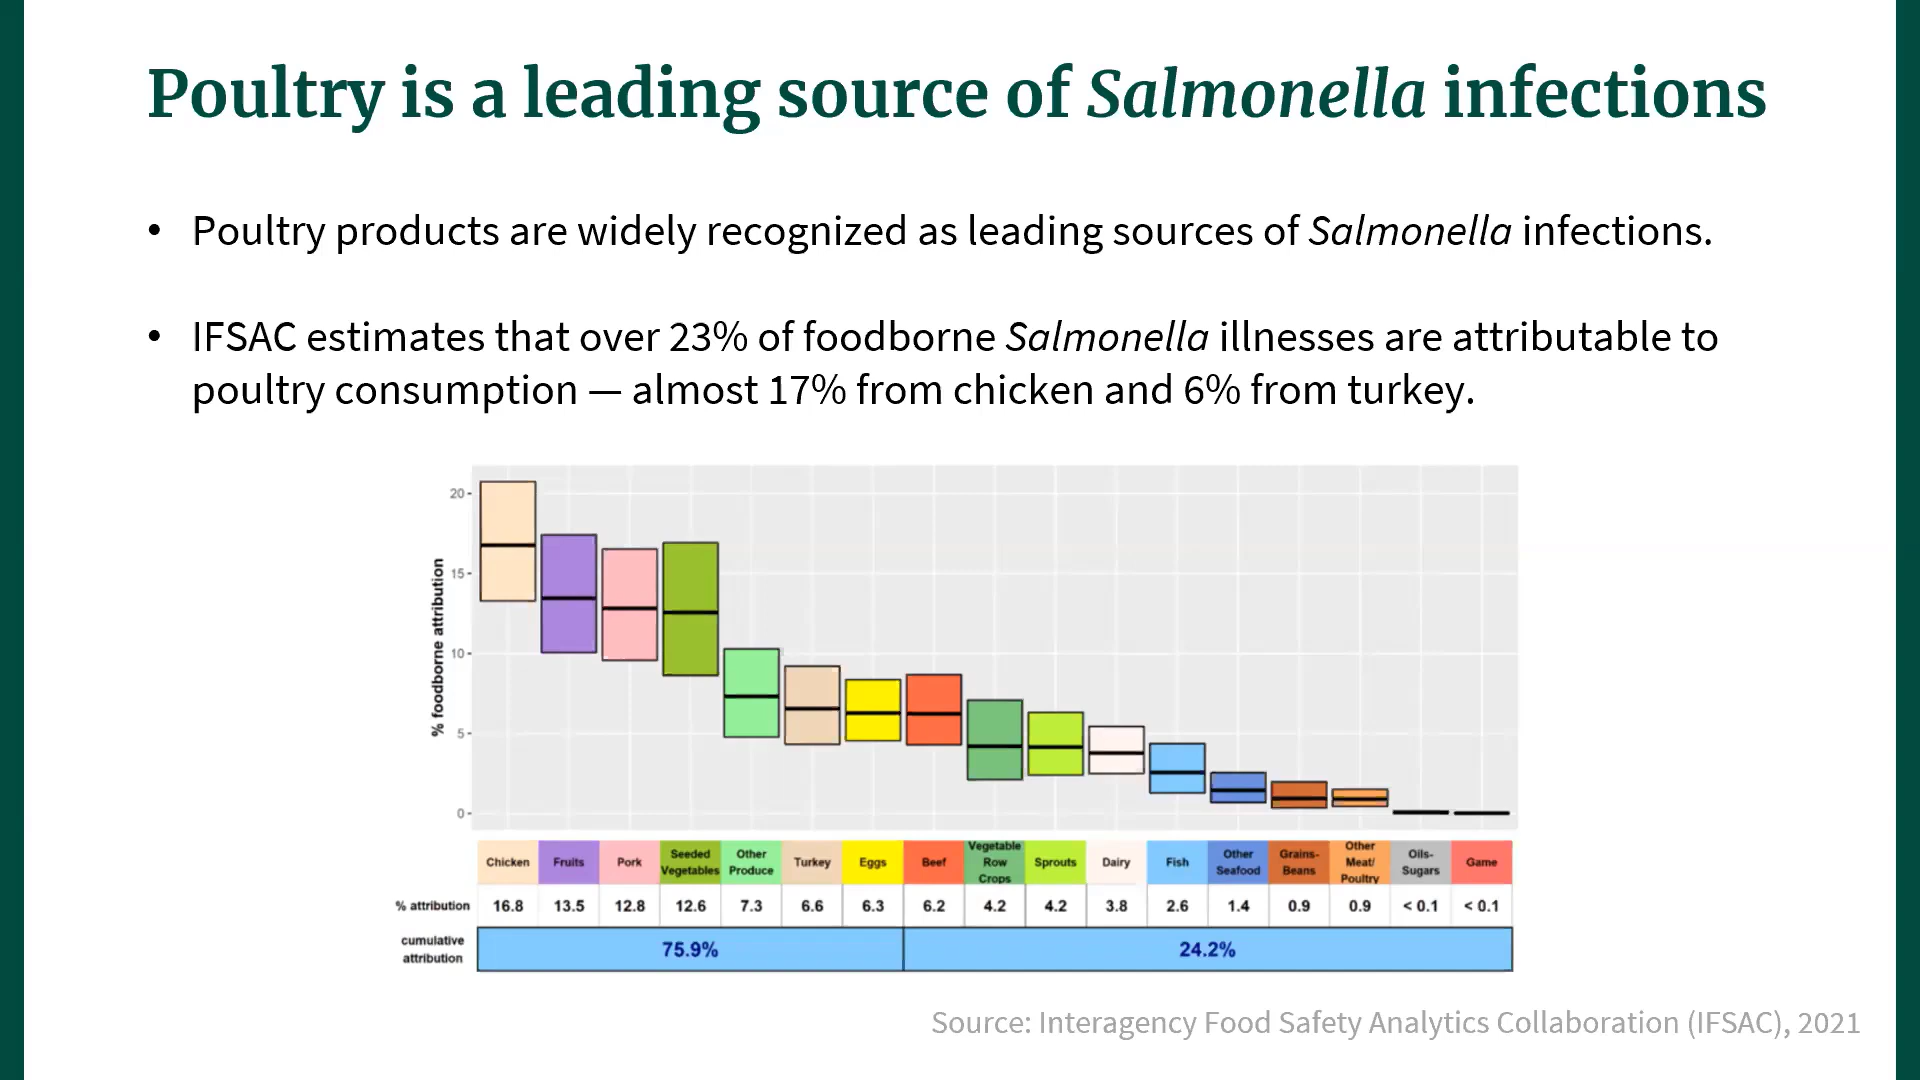 Poultry is a leading source of Salmonella infections
• Poultry products are widely recognized as leading sources of Salmonella infections.
• IFSAC estimates that over 23% of foodborne Salmonella illnesses are attributable to
poultry consumption — almost 17% from chicken and 6% from turkey.
% foodborne attribution
20
15
10
5
0
Chicken Fruits Pork Seeded Vegetables Other Produce Turkey Eggs Beef Vegetable Row Crops Sprouts Dairy Fish Other Seafood Grains-Beans Other Meat/Poultry Oils-Sugars Game
% attribution 16.8 13.5 12.8 12.6 7.3 6.6 6.3 6.2 4.2 4.2 3.8 2.6 1.4 0.9 0.9 < 0.1 < 0.1
cumulative attribution 75.9% 24.2%
Source: Interagency Food Safety Analytics Collaboration (IFSAC), 2021